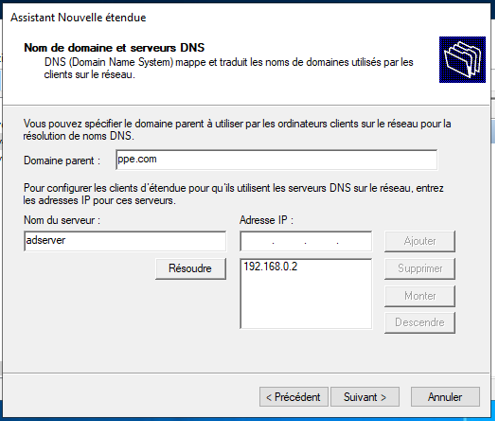 Assistant Nouvelle étendue
Nom de domaine et serveurs DNS
DNS (Domain Name System) mappe et traduit les noms de domaines utilisés par les
clients sur le réseau.
Vous pouvez spécifier le domaine parent à utiliser par les ordinateurs clients sur le réseau pour la
résolution de noms DNS.
Domaine parent : ppe.com
Pour configurer les clients d'étendue pour qu'ils utilisent les serveurs DNS sur le réseau, entrez
les adresses IP pour ces serveurs.
Nom du serveur : Adresse IP :
adserver . . . Ajouter
Résoudre 192.168.0.2 Supprimer
Monter
Descendre
< Précédent Suivant > Annuler